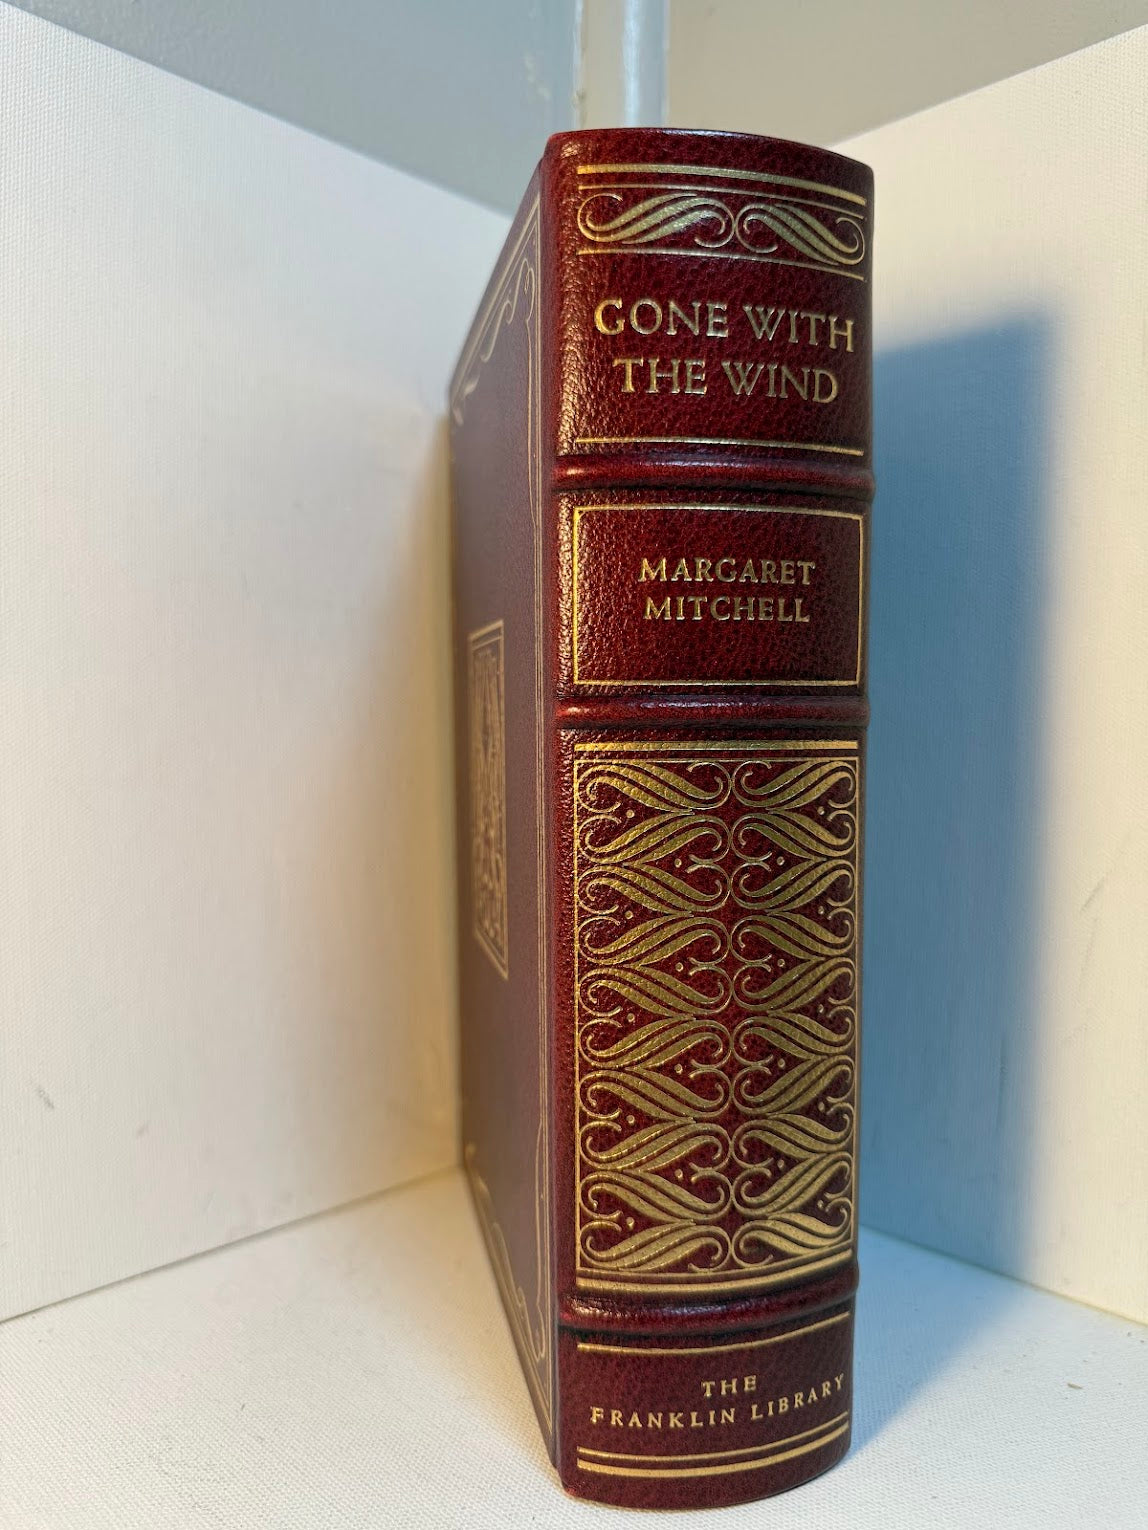 GONE WITH
THE WIND
MARGARET
MITCHELL
THE
FRANKLIN LIBRARY